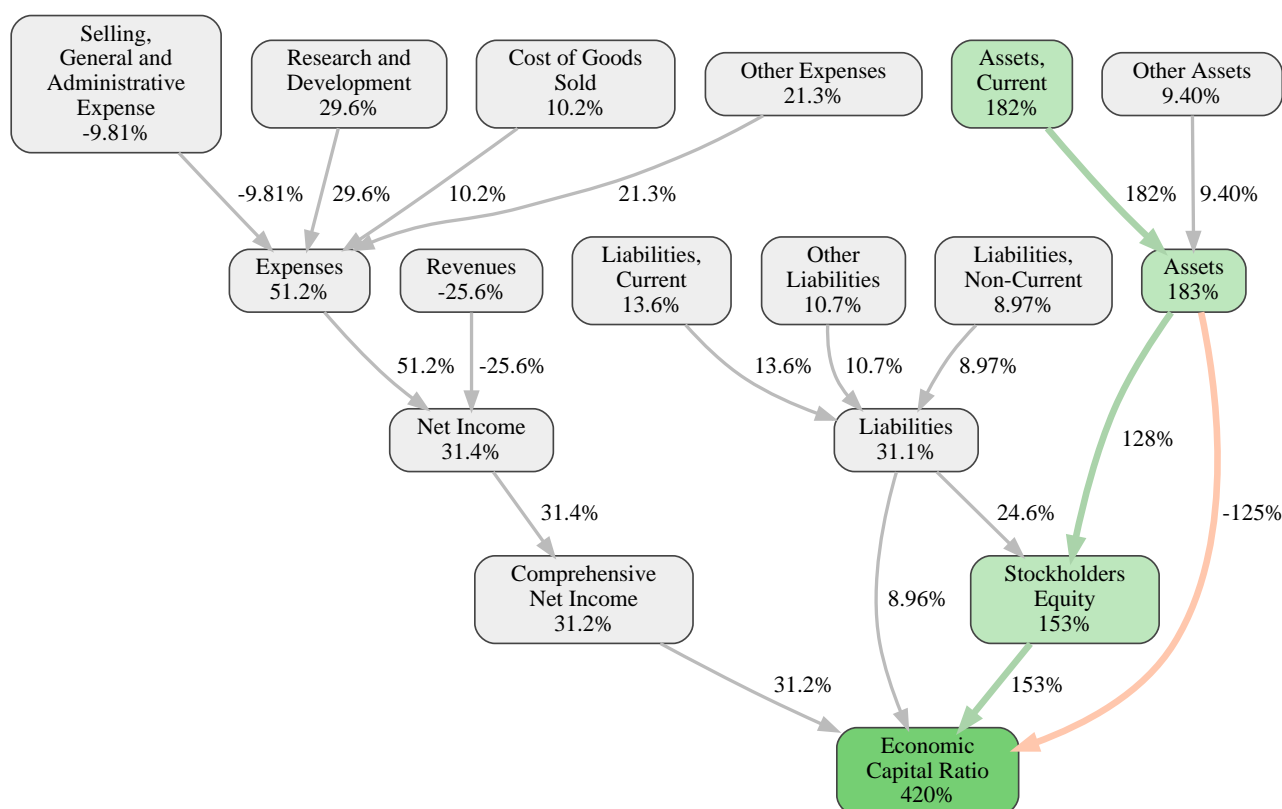 Selling,
General and
Administrative
Expense
-9.81%
Research and
Development
29.6%
Cost of Goods
Sold
10.2%
Other Expenses
21.3%
Assets,
Current
182%
Other Assets
9.40%
-9.81%
29.6%
10.2%
21.3%
182%
9.40%
Expenses
51.2%
Revenues
-25.6%
Liabilities,
Current
13.6%
Other
Liabilities
10.7%
Liabilities,
Non-Current
8.97%
Assets
183%
51.2%
-25.6%
13.6%
10.7%
8.97%
Net Income
31.4%
Liabilities
31.1%
128%
-125%
31.4%
24.6%
Comprehensive
Net Income
31.2%
8.96%
Stockholders
Equity
153%
31.2%
153%
Economic
Capital Ratio
420%